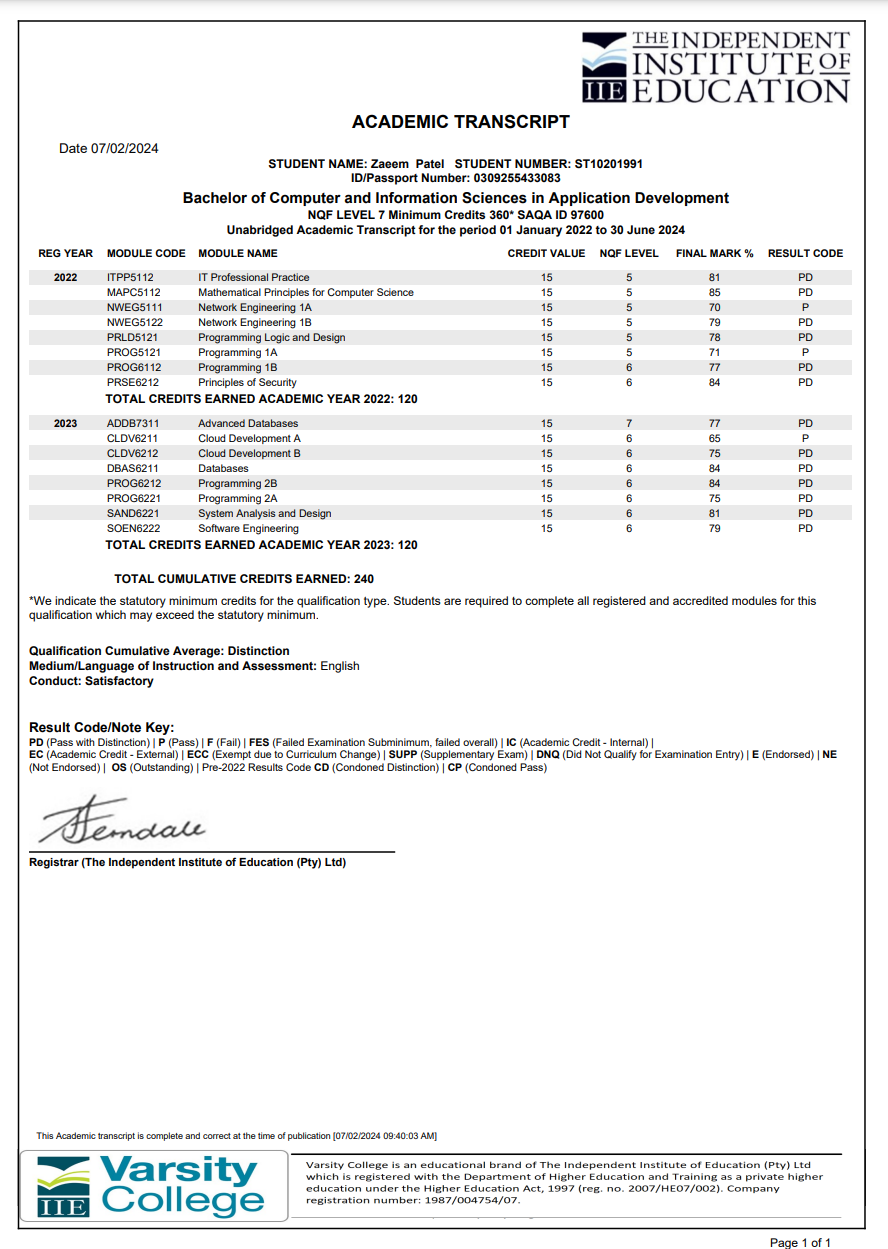 THE INDEPENDENT
INSTITUTE OF
IIE EDUCATION
ACADEMIC TRANSCRIPT
Date 07/02/2024
STUDENT NAME: Zaeem Patel STUDENT NUMBER: ST10201991
ID/Passport Number: 0309255433083
Bachelor of Computer and Information Sciences in Application Development
NQF LEVEL 7 Minimum Credits 360* SAQA ID 97600
Unabridged Academic Transcript for the period 01 January 2022 to 30 June 2024
REG YEAR MODULE CODE MODULE NAME CREDIT VALUE NQF LEVEL FINAL MARK % RESULT CODE
2022 ITPP5112 IT Professional Practice 15 5 81 PD
MAPC5112 Mathematical Principles for Computer Science 15 5 85 PD
NWEG5111 Network Engineering 1A 15 5 70 P
NWEG5122 Network Engineering 1B 15 5 79 PD
PRLD5121 Programming Logic and Design 15 5 78 PD
PROG5121 Programming 1A 15 5 71 P
PROG6112 Programming 1B 15 6 77 PD
PRSE6212 Principles of Security 15 6 84 PD
TOTAL CREDITS EARNED ACADEMIC YEAR 2022: 120
2023 ADDB7311 Advanced Databases 15 7 77 PD
CLDV6211 Cloud Development A 15 6 65 P
CLDV6212 Cloud Development B 15 6 75 PD
DBAS6211 Databases 15 6 84 PD
PROG6212 Programming 2B 15 6 84 PD
PROG6221 Programming 2A 15 6 75 PD
SAND6221 System Analysis and Design 15 6 81 PD
SOEN6222 Software Engineering 15 6 79 PD
TOTAL CREDITS EARNED ACADEMIC YEAR 2023: 120
TOTAL CUMULATIVE CREDITS EARNED: 240
*We indicate the statutory minimum credits for the qualification type. Students are required to complete all registered and accredited modules for this
qualification which may exceed the statutory minimum.
Qualification Cumulative Average: Distinction
Medium/Language of Instruction and Assessment: English
Conduct: Satisfactory
Result Code/Note Key:
PD (Pass with Distinction) | P (Pass) | F (Fail) | FES (Failed Examination Subminimum, failed overall) | IC (Academic Credit - Internal) |
EC (Academic Credit - External) | ECC (Exempt due to Curriculum Change) | SUPP (Supplementary Exam) | DNQ (Did Not Qualify for Examination Entry) | E (Endorsed) | NE
(Not Endorsed) | OS (Outstanding) | Pre-2022 Results Code CD (Condoned Distinction) | CP (Condoned Pass)
Registrar (The Independent Institute of Education (Pty) Ltd)
This Academic transcript is complete and correct at the time of publication [07/02/2024 09:40:03 AM]
Varsity
College
IIE
Varsity College is an educational brand of The Independent Institute of Education (Pty) Ltd
which is registered with the Department of Higher Education and Training as a private higher
education under the Higher Education Act, 1997 (reg. no. 2007/HE07/002). Company
registration number: 1987/004754/07.
Page 1 of 1